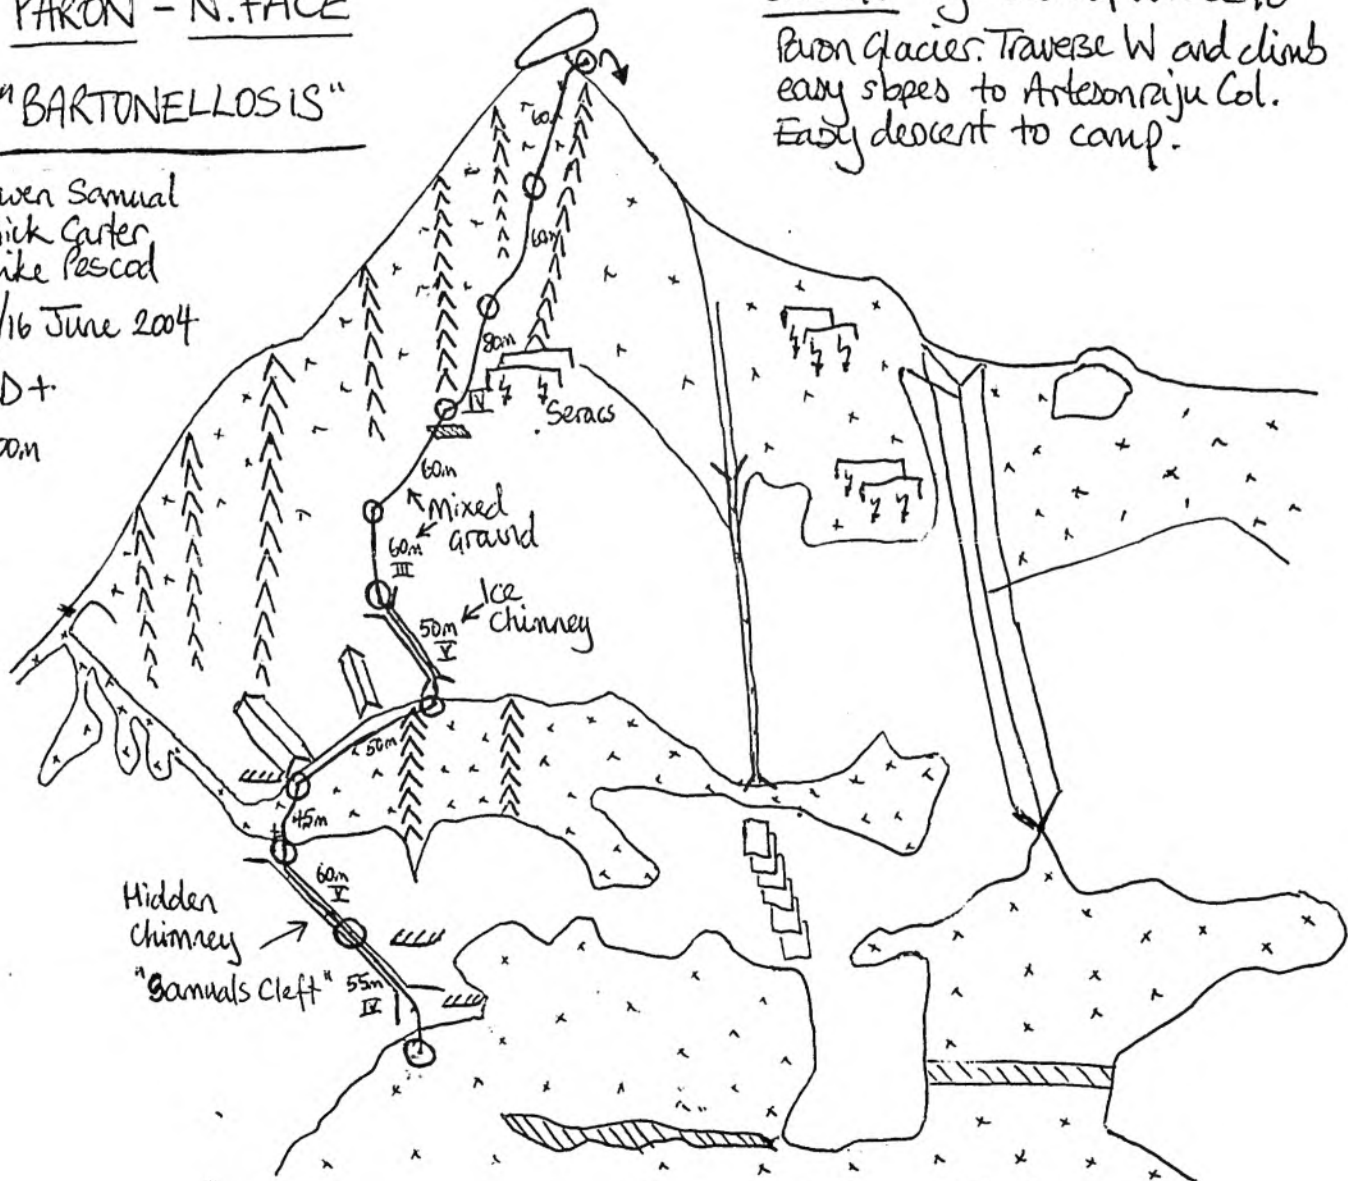 PARON - N. FACE
"BARTONELLOSIS"
Samual
Carter
Pescod
/16 June 2004
D+
Paron Glacier. Traverse W and climb
easy slopes to Artesonraju Col.
Easy descent to camp.
60m
60m
80m
IV
Seracs
60m
Mixed
Ground
60m
III
Ice
Chimney
50m
V
50m
45m
60m
V
Hidden
Chimney
"Samuals Cleft"
55m
IV